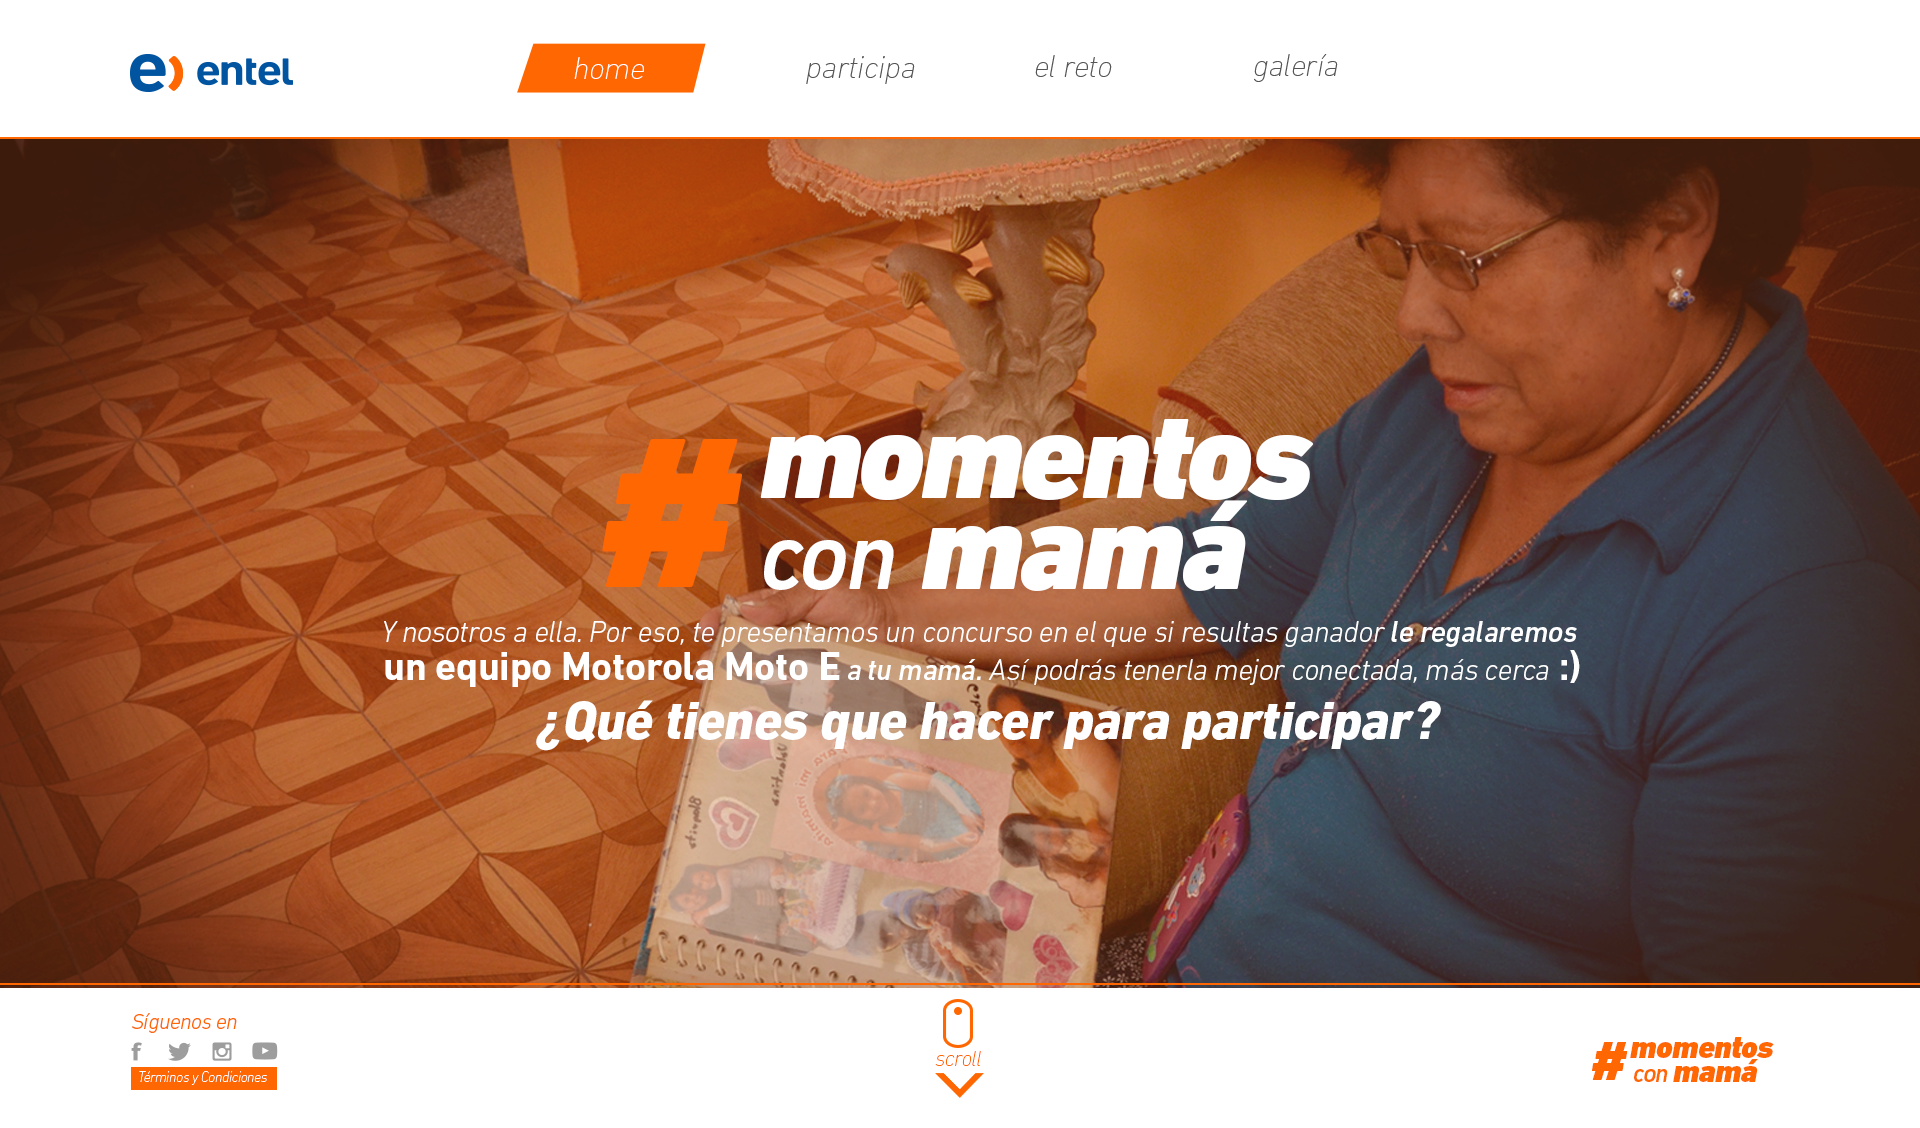 entel
home
participa
el reto
galería
#momentos
con mamá
Y nosotros a ella. Por eso, te presentamos un concurso en el que si resultas ganador le regalaremos
un equipo Motorola Moto E a tu mamá. Así podrás tenerla mejor conectada, más cerca :)
¿Qué tienes que hacer para participar?
Síguenos en
Términos y Condiciones
scroll
#momentos
con mamá